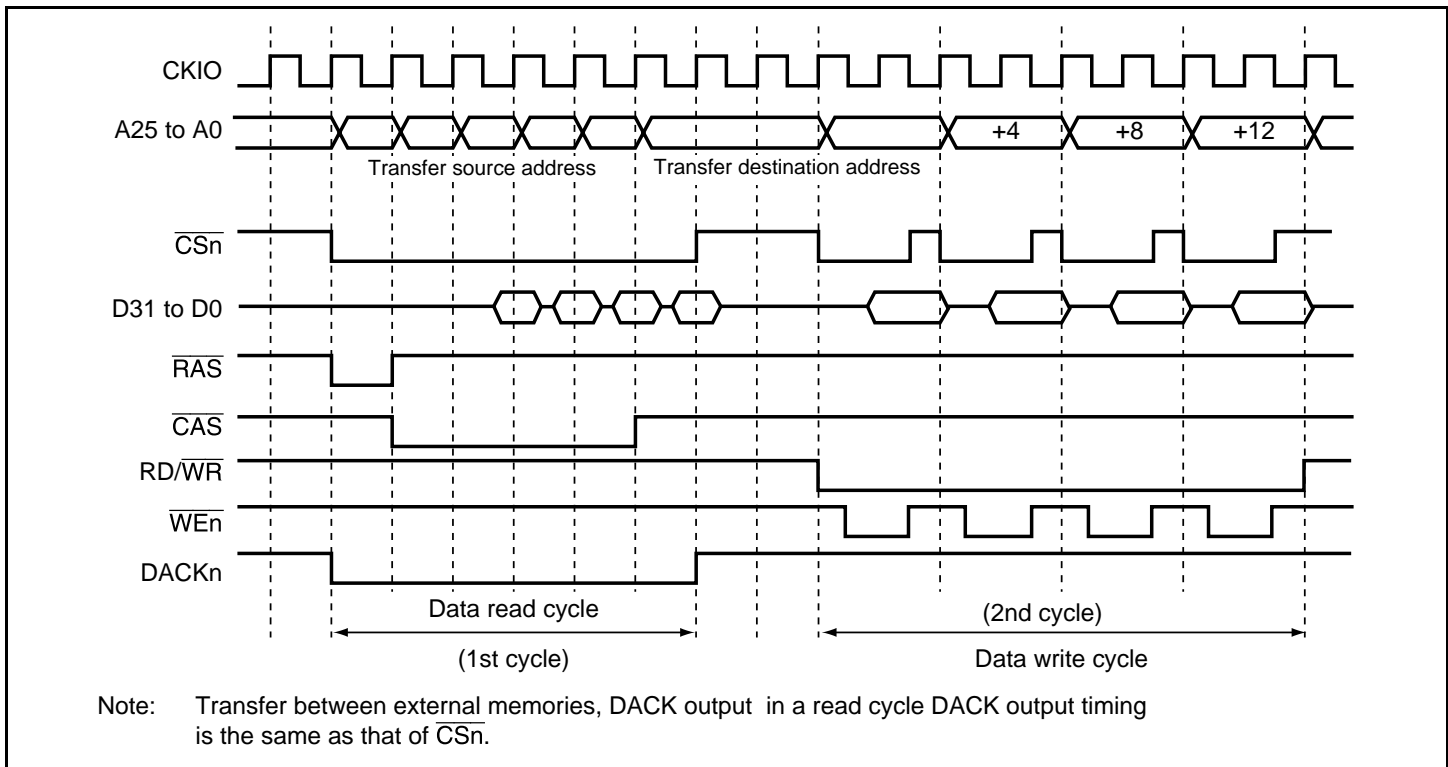 CKIO
A25 to A0
+4 +8 +12
Transfer source address Transfer destination address
CSn
D31 to D0
RAS
CAS
RD/WR
WEn
DACKn
Data read cycle
(1st cycle)
(2nd cycle)
Data write cycle
Note: Transfer between external memories, DACK output in a read cycle DACK output timing
is the same as that of CSn.